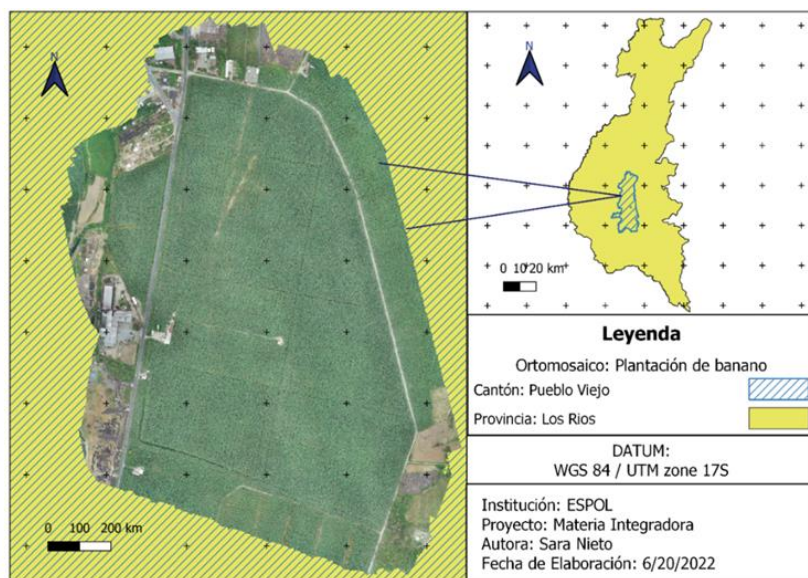 N
0 100 200 km
N
0 10 20 km
Leyenda
Ortomosaico: Plantación de banano
Cantón: Pueblo Viejo
Provincia: Los Rios
DATUM:
WGS 84 / UTM zone 17S
Institución: ESPOL
Proyecto: Materia Integradora
Autora: Sara Nieto
Fecha de Elaboración: 6/20/2022